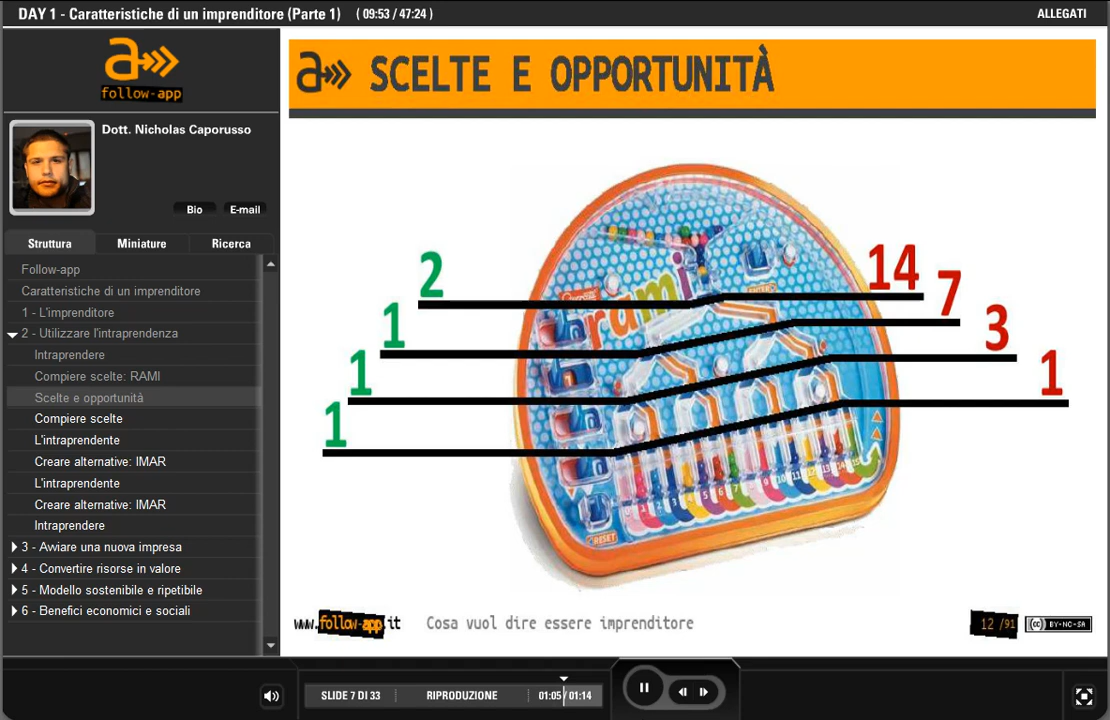 DAY 1 - Caratteristiche di un imprenditore (Parte 1) ( 09:53 / 47:24 )
ALLEGATI
a
follow-app
Dott. Nicholas Caporusso
Bio
E-mail
Struttura
Miniature
Ricerca
Follow-app
Caratteristiche di un imprenditore
1 - L'imprenditore
2 - Utilizzare l'intraprendenza
Intraprendere
Compiere scelte: RAMI
Scelte e opportunità
Compiere scelte
L'intraprendente
Creare alternative: IMAR
L'intraprendente
Creare alternative: IMAR
Intraprendere
3 - Avviare una nuova impresa
4 - Convertire risorse in valore
5 - Modello sostenibile e ripetibile
6 - Benefici economici e sociali
a SCELTE E OPPORTUNITÀ
2
14
1
7
1
3
1
1
rami
RESET
www.follow-app.it
Cosa vuol dire essere imprenditore
12 /91
cc BY-NC-SA
SLIDE 7 DI 33
RIPRODUZIONE
01:05/01:14